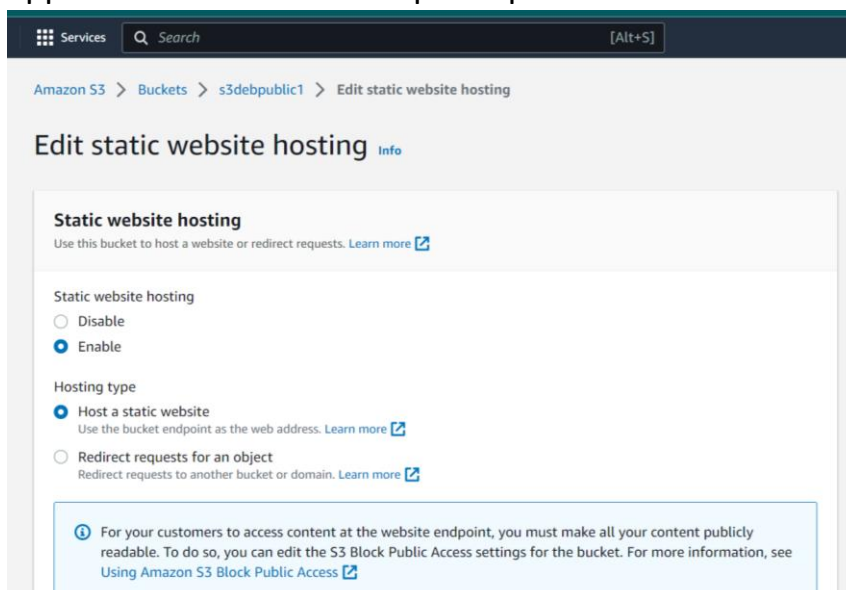 Services Search [Alt+S]
Amazon S3 > Buckets > s3debpublic1 > Edit static website hosting
Edit static website hosting Info
Static website hosting
Use this bucket to host a website or redirect requests. Learn more
Static website hosting
Disable
Enable
Hosting type
Host a static website
Use the bucket endpoint as the web address. Learn more
Redirect requests for an object
Redirect requests to another bucket or domain. Learn more
For your customers to access content at the website endpoint, you must make all your content publicly
readable. To do so, you can edit the S3 Block Public Access settings for the bucket. For more information, see
Using Amazon S3 Block Public Access